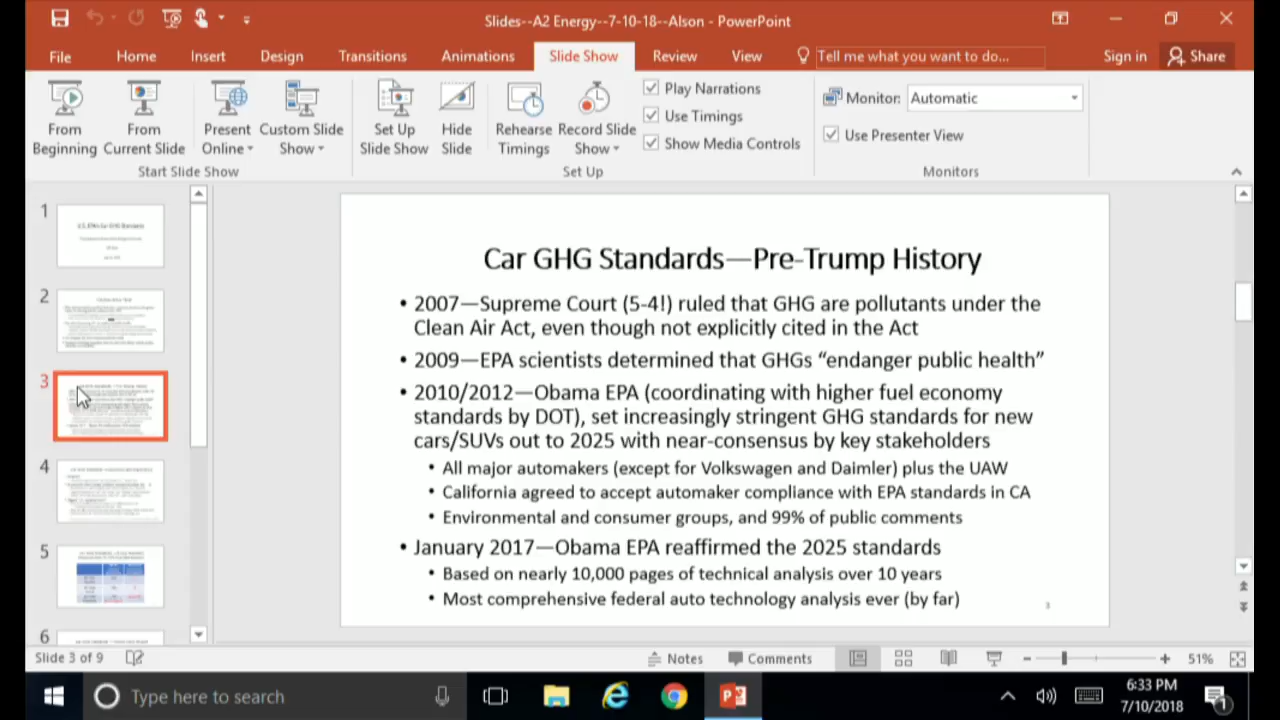 Slides--A2 Energy--7-10-18--Alson - PowerPoint
File Home Insert Design Transitions Animations Slide Show Review View Tell me what you want to do... Sign in Share
From Beginning
From Current Slide
Present Online
Custom Slide Show
Start Slide Show
Set Up Slide Show
Hide Slide
Rehearse Timings
Record Slide Show
Play Narrations
Use Timings
Show Media Controls
Set Up
Monitor: Automatic
Use Presenter View
Monitors
1
2
3
4
5
6
Car GHG Standards—Pre-Trump History
• 2007—Supreme Court (5-4!) ruled that GHG are pollutants under the
Clean Air Act, even though not explicitly cited in the Act
• 2009—EPA scientists determined that GHGs “endanger public health”
• 2010/2012—Obama EPA (coordinating with higher fuel economy
standards by DOT), set increasingly stringent GHG standards for new
cars/SUVs out to 2025 with near-consensus by key stakeholders
• All major automakers (except for Volkswagen and Daimler) plus the UAW
• California agreed to accept automaker compliance with EPA standards in CA
• Environmental and consumer groups, and 99% of public comments
• January 2017—Obama EPA reaffirmed the 2025 standards
• Based on nearly 10,000 pages of technical analysis over 10 years
• Most comprehensive federal auto technology analysis ever (by far)
3
Slide 3 of 9 Notes Comments 51%
Type here to search
6:33 PM
7/10/2018
1